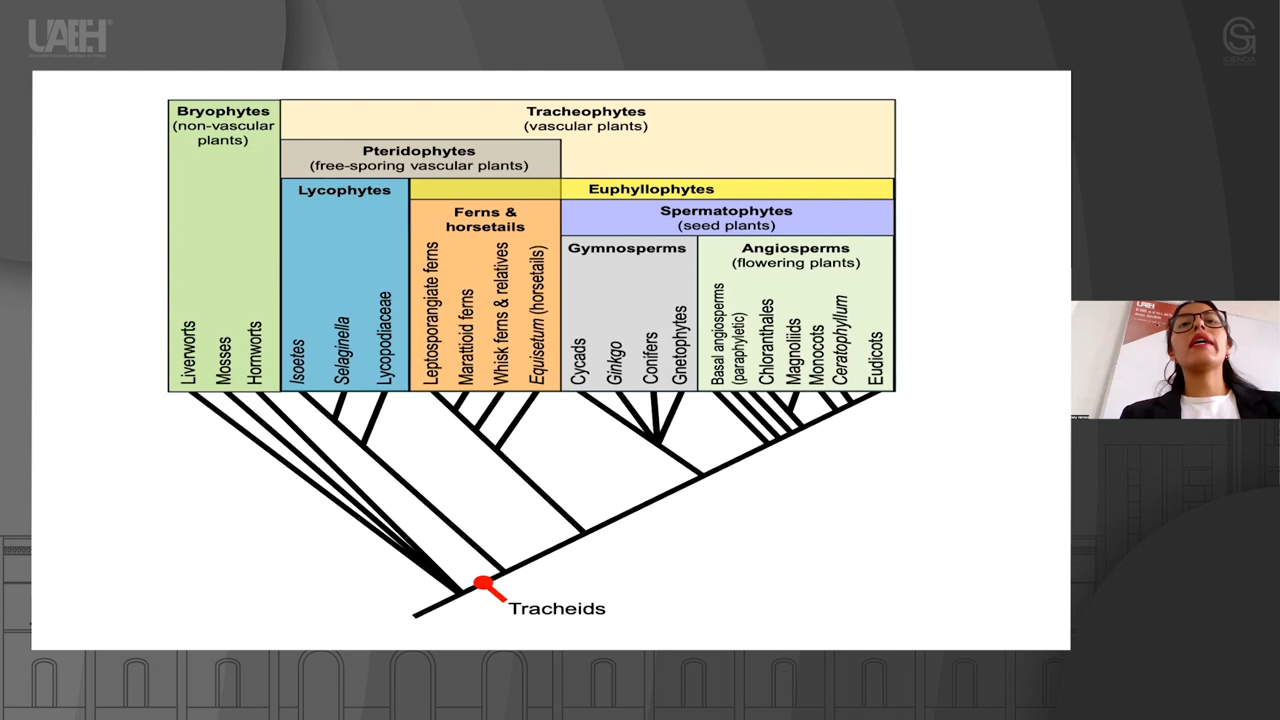 UAEH
CIENCIA
Bryophytes
(non-vascular
plants)
Tracheophytes
(vascular plants)
Pteridophytes
(free-sporing vascular plants)
Lycophytes
Euphyllophytes
Ferns &
horsetails
Spermatophytes
(seed plants)
Gymnosperms
Angiosperms
(flowering plants)
Liverworts
Mosses
Hornworts
Isoetes
Selaginella
Lycopodiaceae
Leptosporangiate ferns
Marattioid ferns
Whisk ferns & relatives
Equisetum (horsetails)
Cycads
Ginkgo
Conifers
Gnetophytes
Basal angiosperms
(paraphyletic)
Chloranthales
Magnoliids
Monocots
Ceratophyllum
Eudicots
Tracheids
UAEH